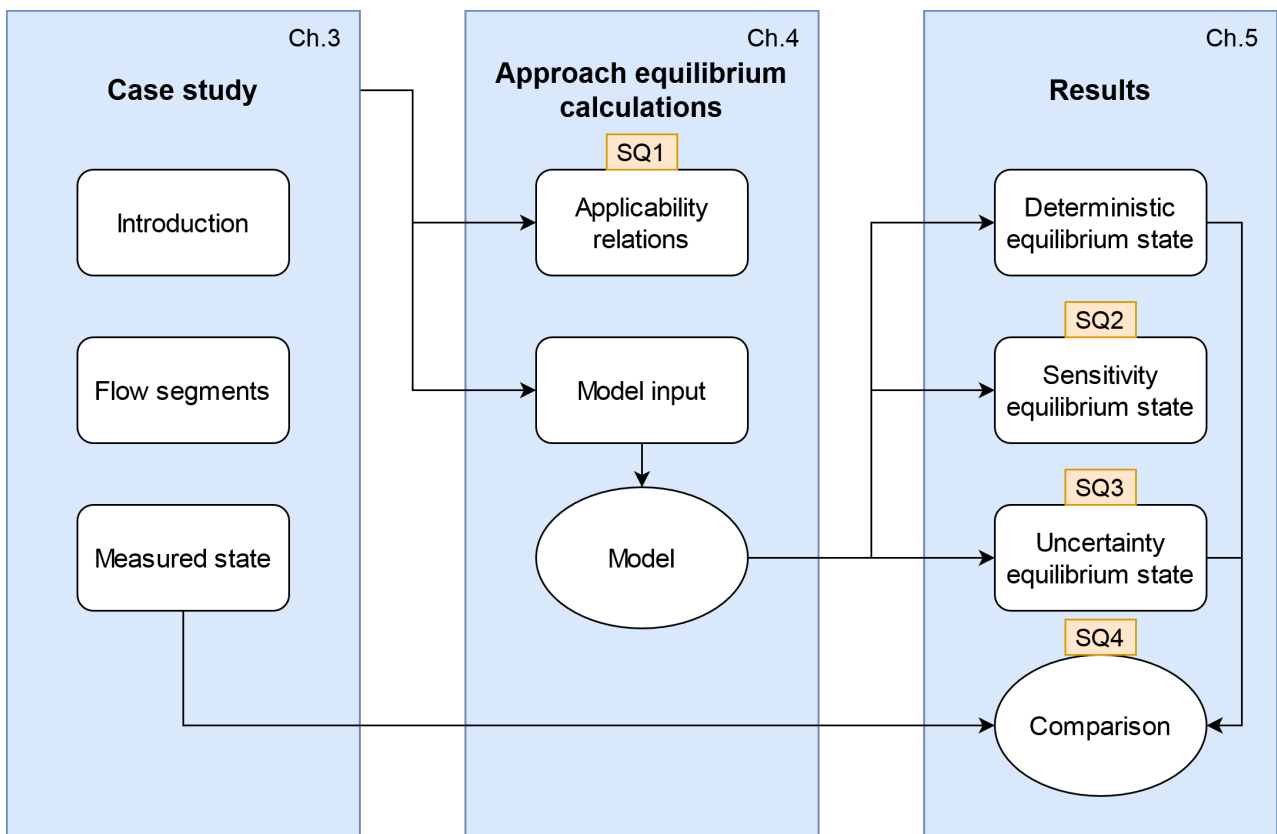 Ch.3
Case study
Introduction
Flow segments
Measured state
Ch.4
Approach equilibrium
calculations
SQ1
Applicability
relations
Model input
Model
Ch.5
Results
Deterministic
equilibrium state
SQ2
Sensitivity
equilibrium state
SQ3
Uncertainty
equilibrium state
SQ4
Comparison